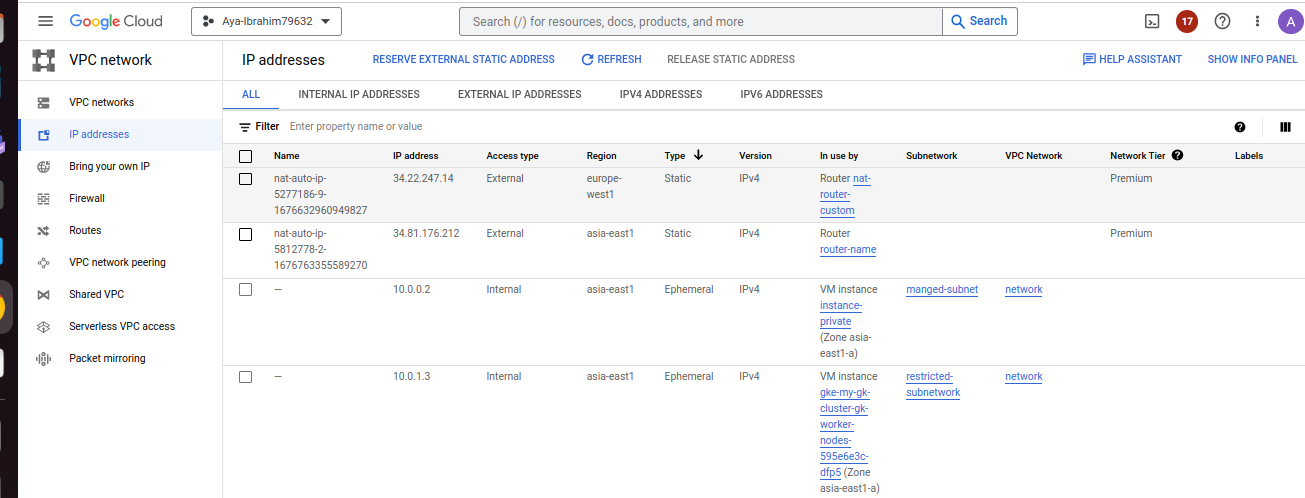 Google Cloud
Aya-Ibrahim79632
Search (/) for resources, docs, products, and more
Search
17
A
VPC network
IP addresses
RESERVE EXTERNAL STATIC ADDRESS
REFRESH
RELEASE STATIC ADDRESS
HELP ASSISTANT
SHOW INFO PANEL
VPC networks
IP addresses
Bring your own IP
Firewall
Routes
VPC network peering
Shared VPC
Serverless VPC access
Packet mirroring
ALL
INTERNAL IP ADDRESSES
EXTERNAL IP ADDRESSES
IPV4 ADDRESSES
IPV6 ADDRESSES
Filter Enter property name or value
Name
IP address
Access type
Region
Type
Version
In use by
Subnetwork
VPC Network
Network Tier
Labels
nat-auto-ip-
5277186-9-
1676632960949827
34.22.247.14
External
europe-
west1
Static
IPv4
Router nat-
router-
custom
Premium
nat-auto-ip-
5812778-2-
1676763355589270
34.81.176.212
External
asia-east1
Static
IPv4
Router
router-name
Premium
—
10.0.0.2
Internal
asia-east1
Ephemeral
IPv4
VM instance
instance-
private
(Zone asia-
east1-a)
manged-subnet
network
—
10.0.1.3
Internal
asia-east1
Ephemeral
IPv4
VM instance
gke-my-gk-
cluster-gk-
worker-
nodes-
595e6e3c-
dfp5 (Zone
asia-east1-a)
restricted-
subnetwork
network